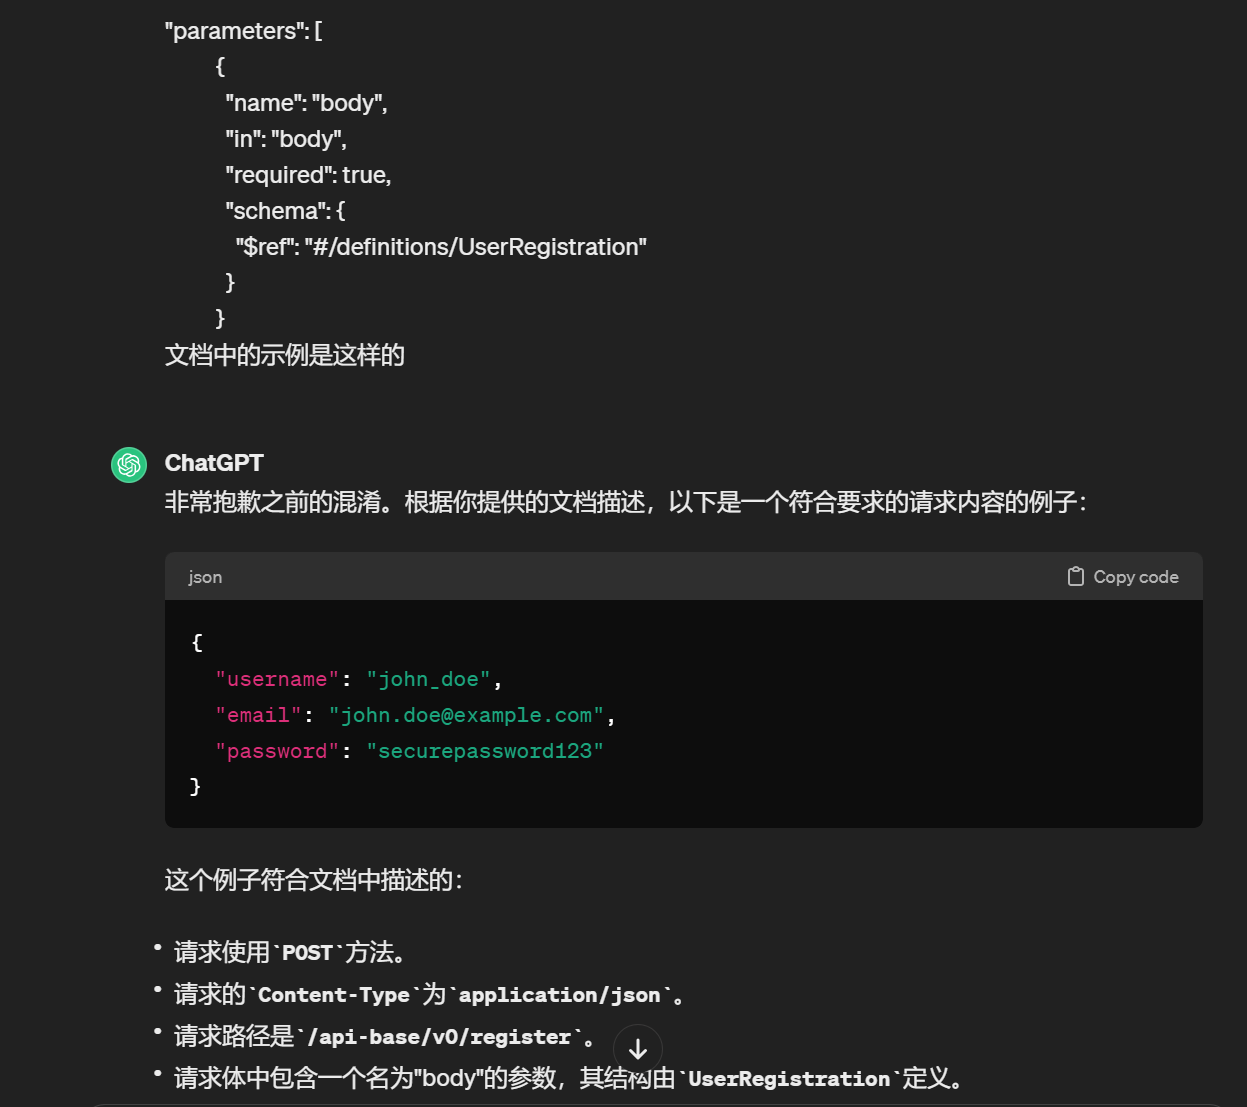 "parameters": [
{
"name": "body",
"in": "body",
"required": true,
"schema": {
"$ref": "#/definitions/UserRegistration"
}
}
文档中的示例是这样的
ChatGPT
非常抱歉之前的混淆。根据你提供的文档描述，以下是一个符合要求的请求内容的例子：
json
Copy code
{
"username": "john_doe",
"email": "john.doe@example.com",
"password": "securepassword123"
}
这个例子符合文档中描述的：
• 请求使用`POST`方法。
• 请求的`Content-Type`为`application/json`。
• 请求路径是`/api-base/v0/register`。
• 请求体中包含一个名为"body"的参数，其结构由`UserRegistration`定义。